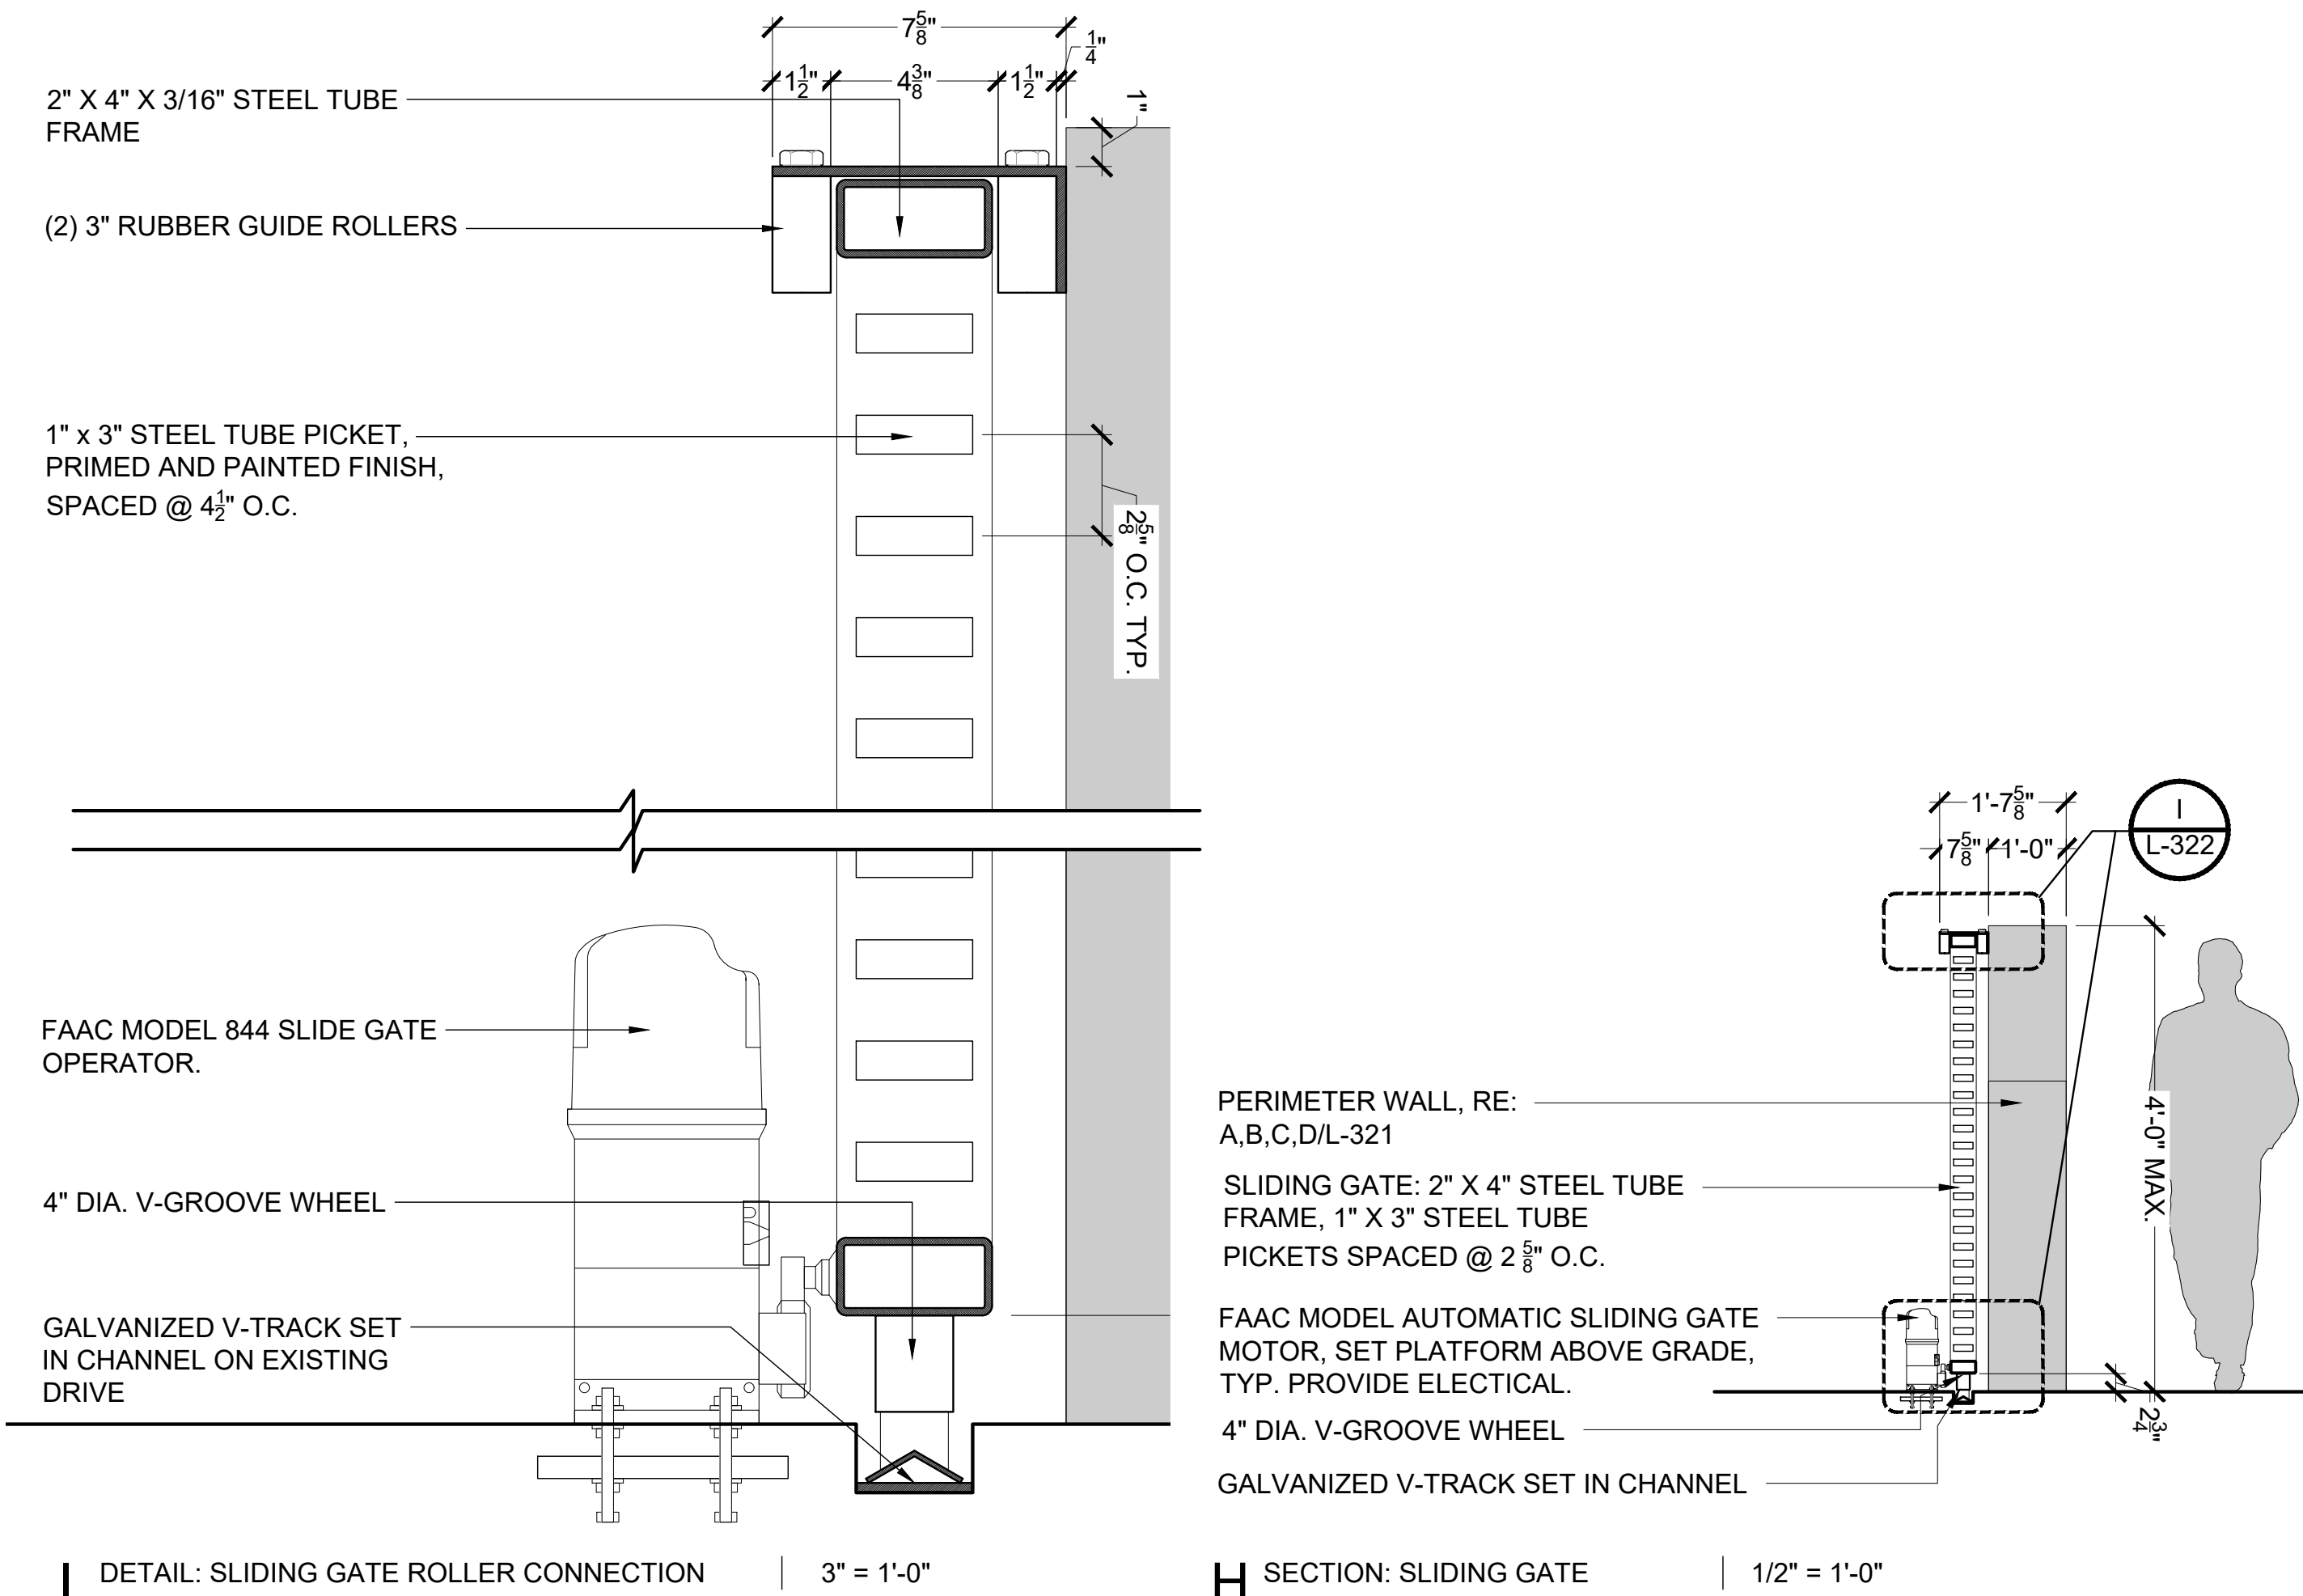 7 5/8"
1 1/2"
4 3/8"
1 1/2"
1/4"
1"
2" X 4" X 3/16" STEEL TUBE
FRAME
(2) 3" RUBBER GUIDE ROLLERS
1" x 3" STEEL TUBE PICKET,
PRIMED AND PAINTED FINISH,
SPACED @ 4 1/2" O.C.
2 5/8" O.C. TYP.
FAAC MODEL 844 SLIDE GATE
OPERATOR.
4" DIA. V-GROOVE WHEEL
GALVANIZED V-TRACK SET
IN CHANNEL ON EXISTING
DRIVE
I DETAIL: SLIDING GATE ROLLER CONNECTION 3" = 1'-0"
1'-7 5/8"
7 5/8"
1'-0"
I
L-322
4'-0" MAX.
PERIMETER WALL, RE:
A,B,C,D/L-321
SLIDING GATE: 2" X 4" STEEL TUBE
FRAME, 1" X 3" STEEL TUBE
PICKETS SPACED @ 2 5/8" O.C.
FAAC MODEL AUTOMATIC SLIDING GATE
MOTOR, SET PLATFORM ABOVE GRADE,
TYP. PROVIDE ELECTICAL.
4" DIA. V-GROOVE WHEEL
GALVANIZED V-TRACK SET IN CHANNEL
2 3/4"
H SECTION: SLIDING GATE 1/2" = 1'-0"